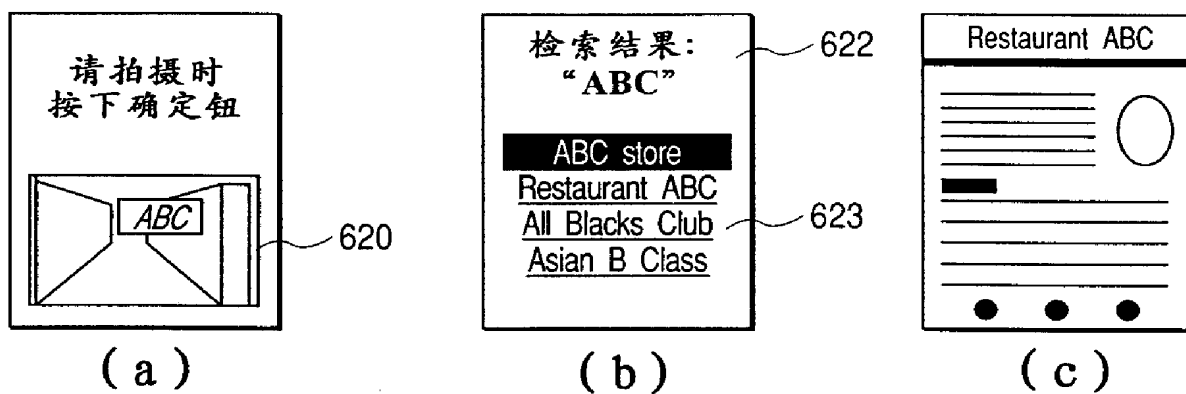 请拍摄时
按下确定钮
ABC
620
(a)
检索结果:
“ABC”
622
ABC store
Restaurant ABC
All Blacks Club
623
Asian B Class
(b)
Restaurant ABC
(c)